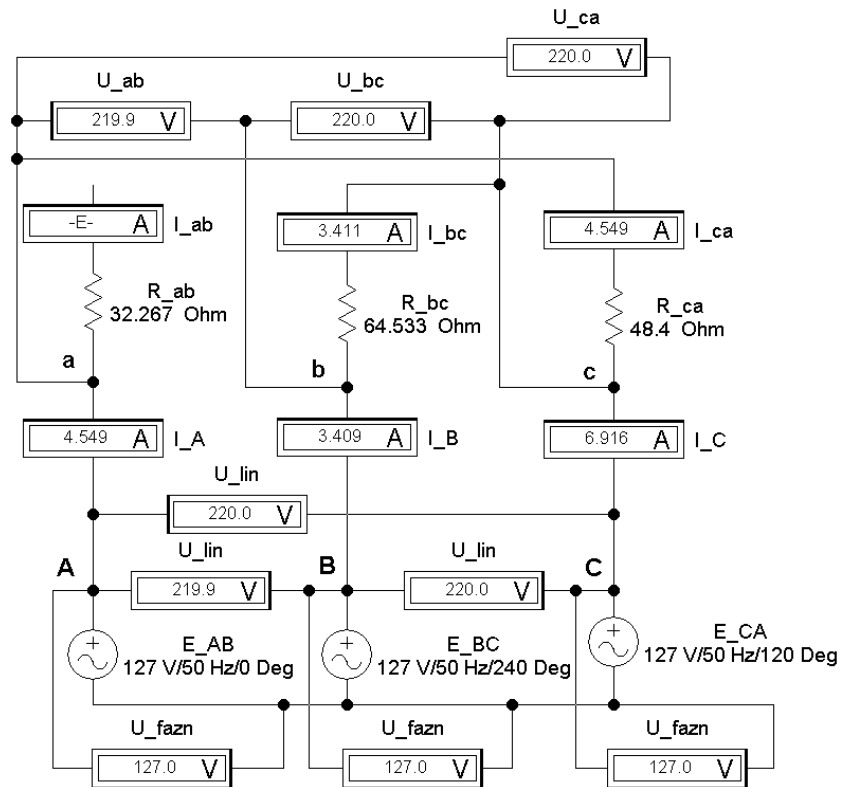 U_ca
220.0 V
U_ab
U_bc
219.9 V
220.0 V
-E- A
I_ab
3.411 A
I_bc
4.549 A
I_ca
R_ab
32.267 Ohm
R_bc
64.533 Ohm
R_ca
48.4 Ohm
a
b
c
4.549 A
I_A
3.409 A
I_B
6.916 A
I_C
U_lin
220.0 V
A
U_lin
B
U_lin
C
219.9 V
220.0 V
E_AB
127 V/50 Hz/0 Deg
E_BC
127 V/50 Hz/240 Deg
E_CA
127 V/50 Hz/120 Deg
U_fazn
U_fazn
U_fazn
127.0 V
127.0 V
127.0 V